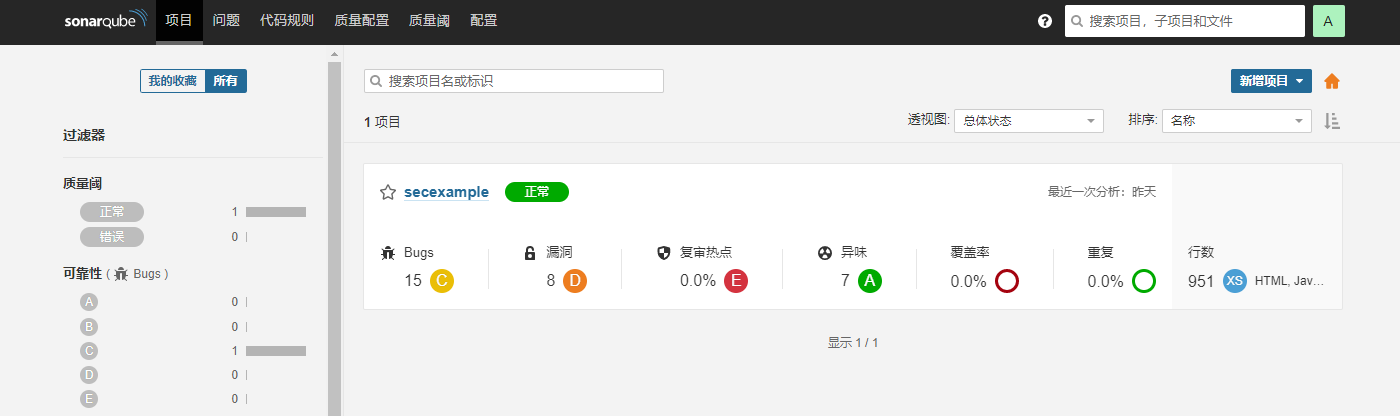 sonarqube 项目 问题 代码规则 质量配置 质量阈 配置 ? 搜索项目，子项目和文件 A
我的收藏 所有
过滤器
质量阈
正常 1
错误 0
可靠性 ( Bugs )
A 0
B 0
C 1
D 0
E 0
搜索项目名或标识 新增项目
1 项目 透视图: 总体状态 排序: 名称
secexample 正常 最近一次分析：昨天
Bugs 漏洞 复审热点 异味 覆盖率 重复 行数
15 C 8 D 0.0% E 7 A 0.0% 0.0% 951 XS HTML, Jav…
显示 1 / 1